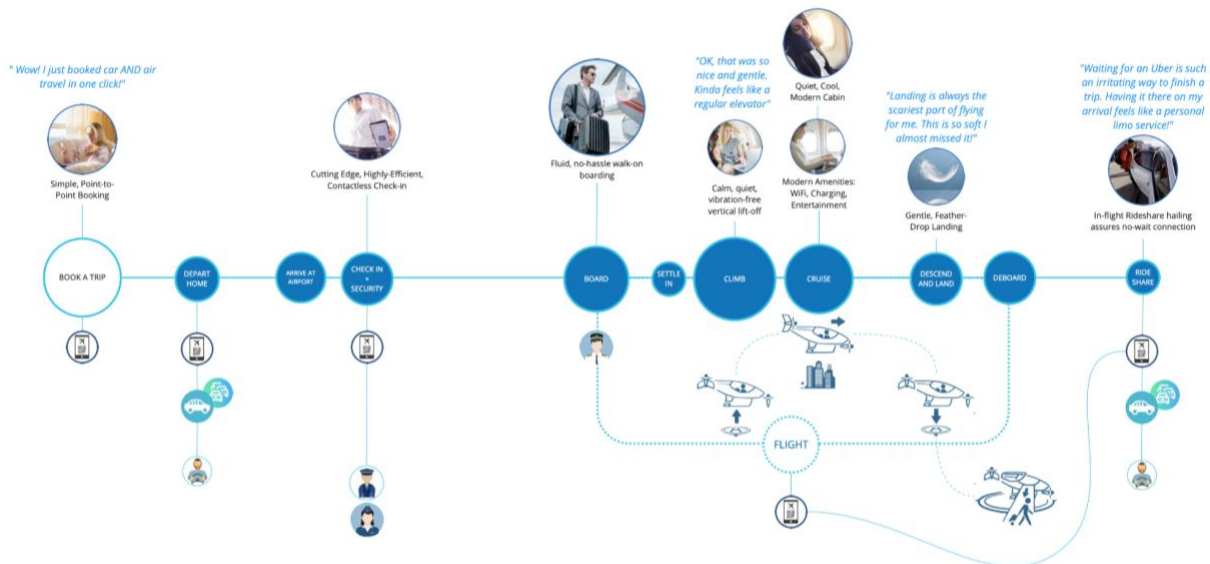 " Wow! I just booked car AND air
travel in one click!"
Simple, Point-to-
Point Booking
Cutting Edge, Highly-Efficient,
Contactless Check-in
Fluid, no-hassle walk-on
boarding
"OK, that was so
nice and gentle.
Kinda feels like a
regular elevator"
Calm, quiet,
vibration-free
vertical lift-off
Quiet, Cool,
Modern Cabin
Modern Amenities:
WiFi, Charging,
Entertainment
"Landing is always the
scariest part of flying
for me. This is so soft I
almost missed it!"
Gentle, Feather-
Drop Landing
"Waiting for an Uber is such
an irritating way to finish a
trip. Having it there on my
arrival feels like a personal
limo service!"
In-flight Rideshare hailing
assures no-wait connection
BOOK A TRIP
DEPART
HOME
ARRIVE AT
AIRPORT
CHECK IN
+
SECURITY
BOARD
SETTLE
IN
CLIMB
CRUISE
DESCEND
AND LAND
DEBOARD
RIDE
SHARE
FLIGHT